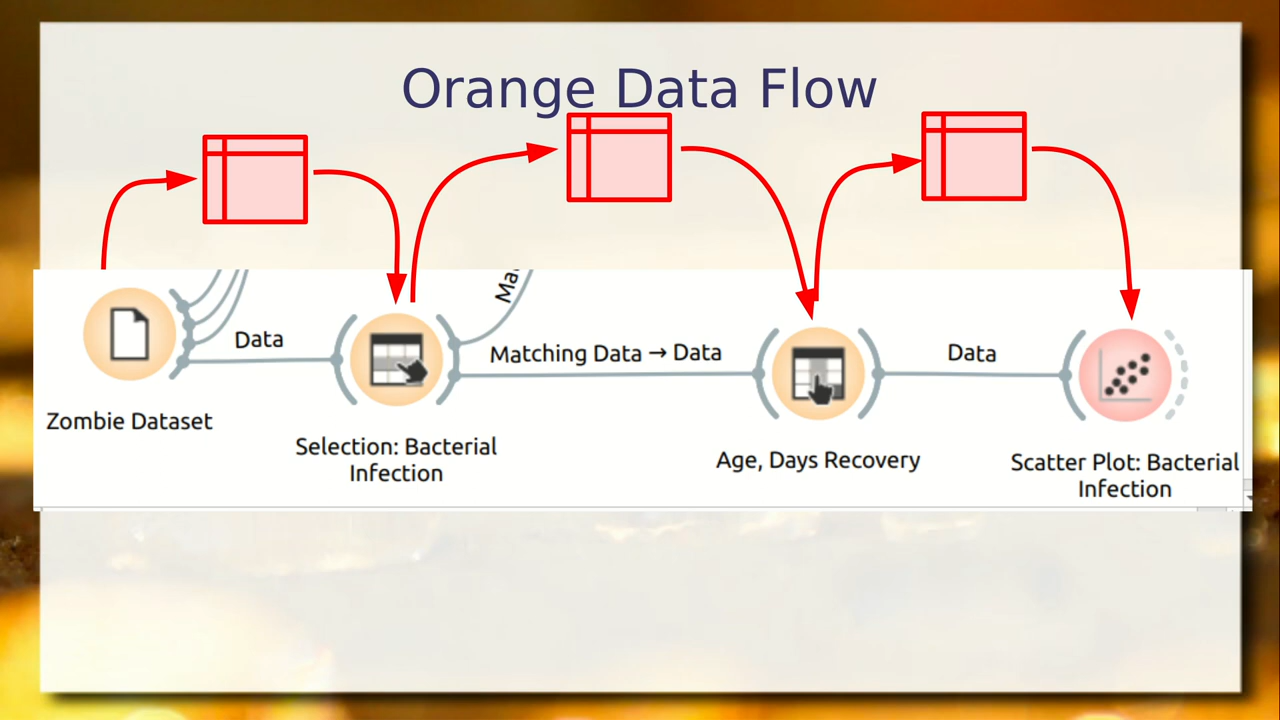 Orange Data Flow
Ma
Data
Matching Data → Data
Data
Zombie Dataset
Selection: Bacterial
Infection
Age, Days Recovery
Scatter Plot: Bacterial
Infection